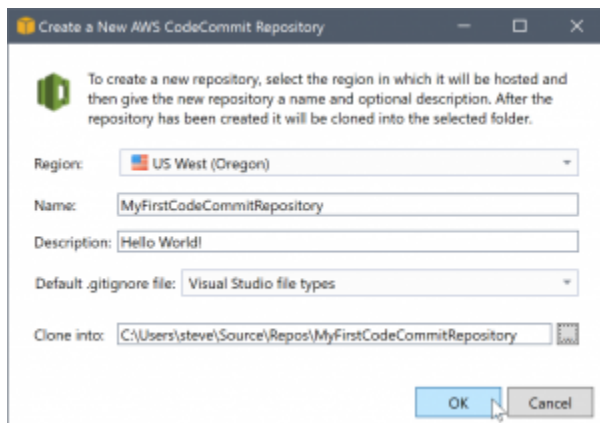 Create a New AWS CodeCommit Repository
To create a new repository, select the region in which it will be hosted and
then give the new repository a name and optional description. After the
repository has been created it will be cloned into the selected folder.
Region: US West (Oregon)
Name: MyFirstCodeCommitRepository
Description: Hello World!
Default .gitignore file: Visual Studio file types
Clone into: C:\Users\steve\Source\Repos\MyFirstCodeCommitRepository ...
OK Cancel